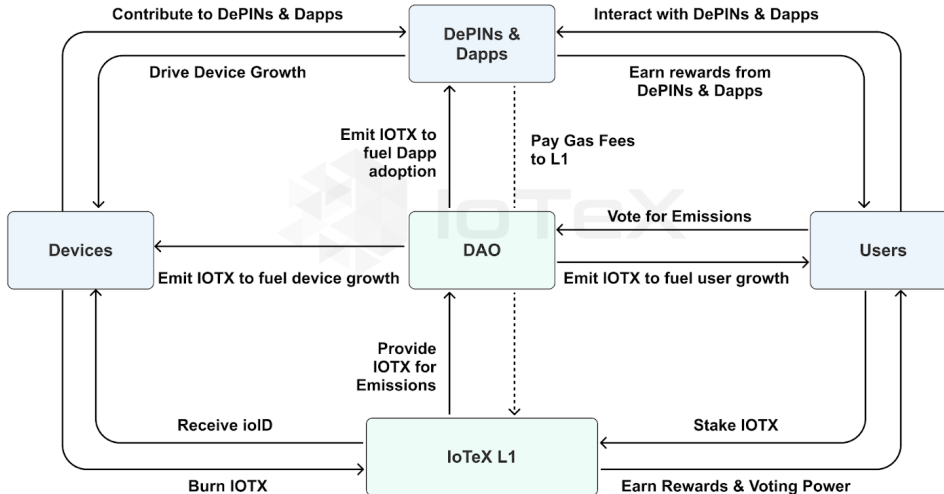 Contribute to DePINs & Dapps
Interact with DePINs & Dapps
DePINs &
Dapps
Drive Device Growth
Earn rewards from
DePINs & Dapps
Emit IOTX to
fuel Dapp
adoption
Pay Gas Fees
to L1
IoTeX
Vote for Emissions
Devices
DAO
Users
Emit IOTX to fuel device growth
Emit IOTX to fuel user growth
Provide
IOTX for
Emissions
Receive ioID
Stake IOTX
IoTeX L1
Burn IOTX
Earn Rewards & Voting Power